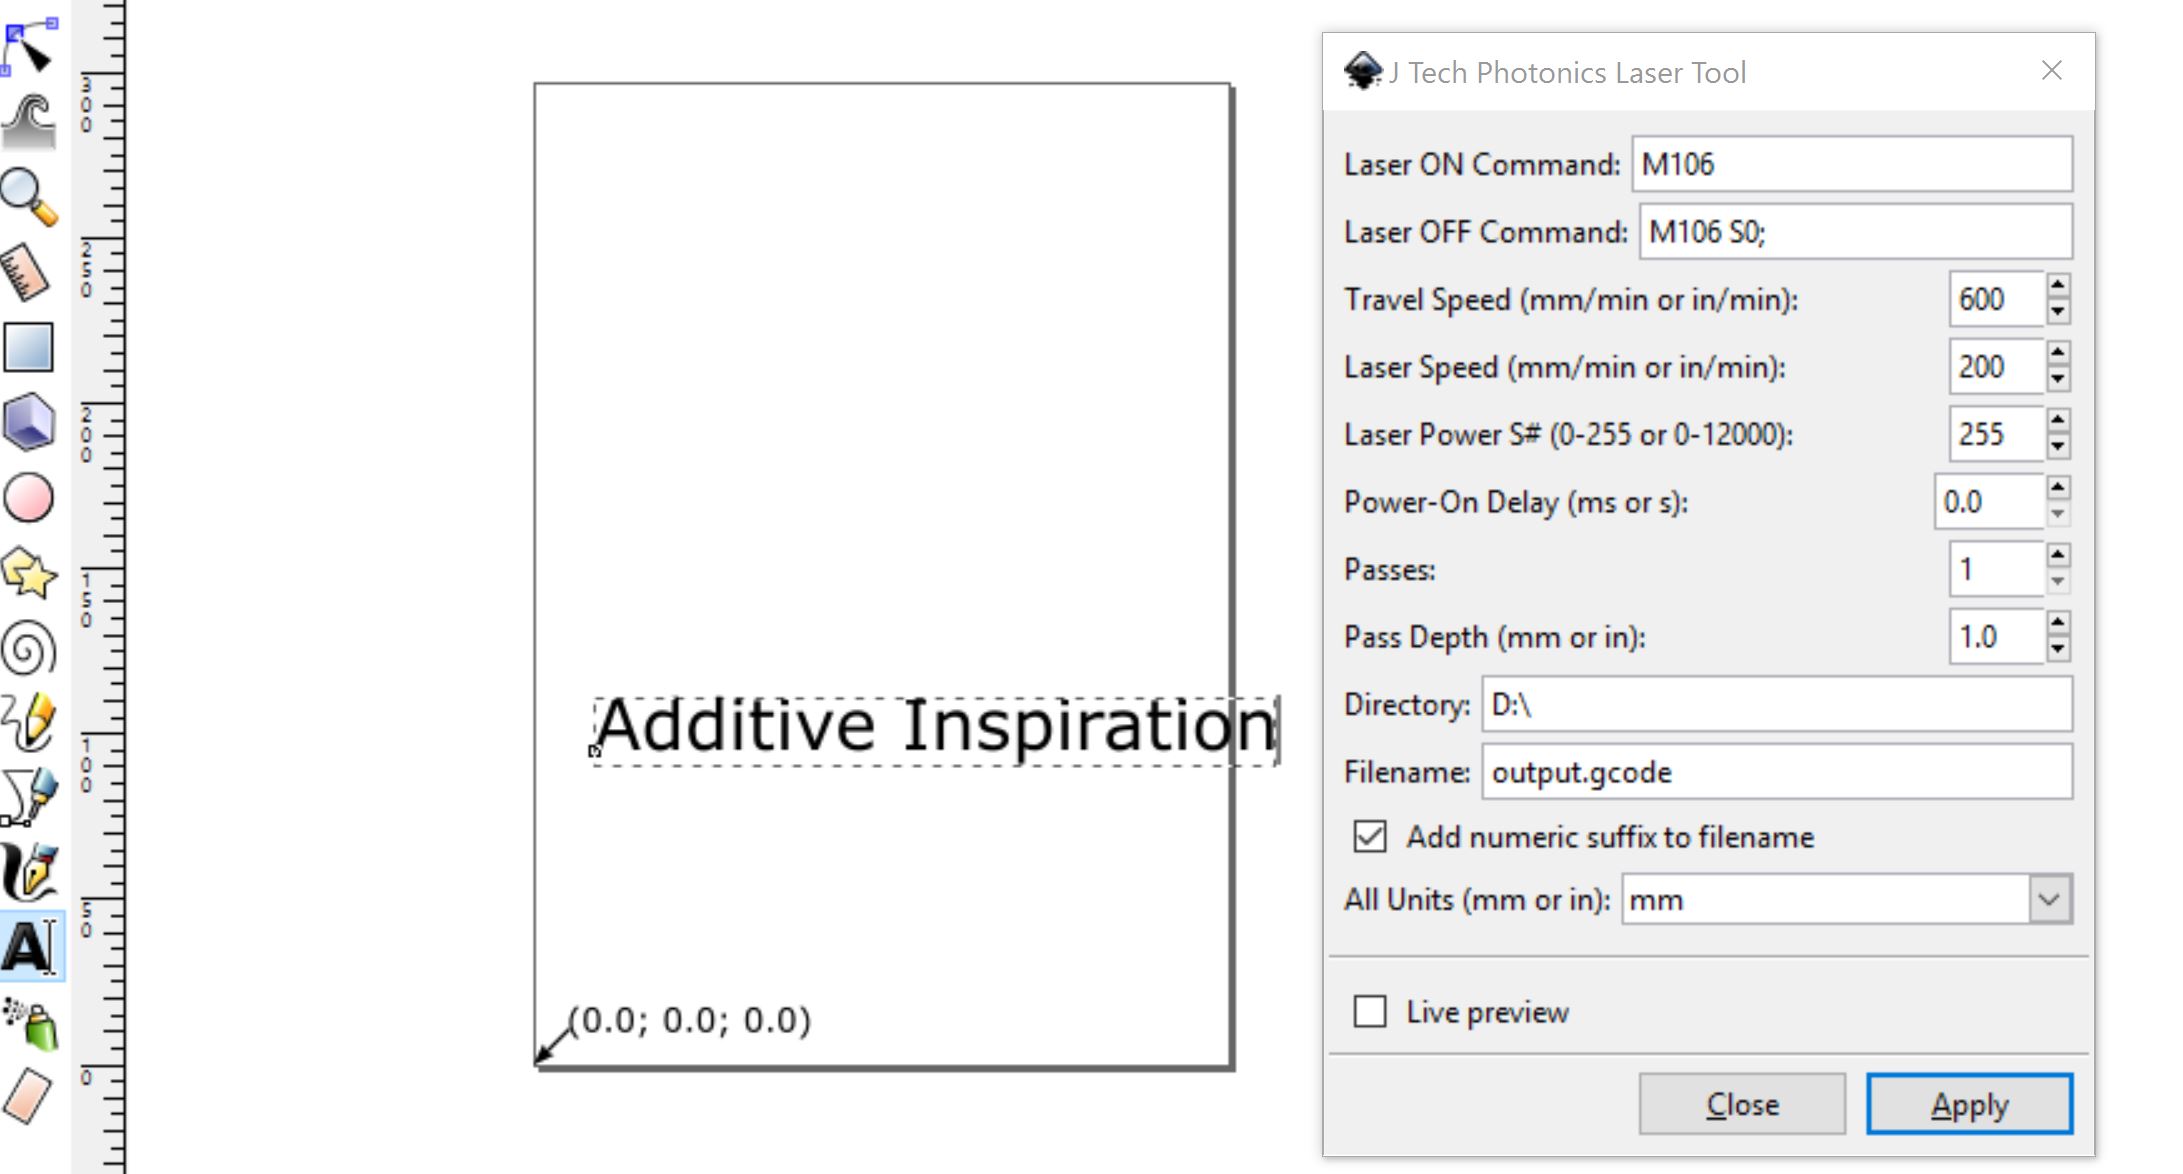 300
250
200
150
100
50
0
Additive Inspiration
(0.0; 0.0; 0.0)
J Tech Photonics Laser Tool
Laser ON Command: M106
Laser OFF Command: M106 S0;
Travel Speed (mm/min or in/min): 600
Laser Speed (mm/min or in/min): 200
Laser Power S# (0-255 or 0-12000): 255
Power-On Delay (ms or s): 0.0
Passes: 1
Pass Depth (mm or in): 1.0
Directory: D:\
Filename: output.gcode
Add numeric suffix to filename
All Units (mm or in): mm
Live preview
Close Apply